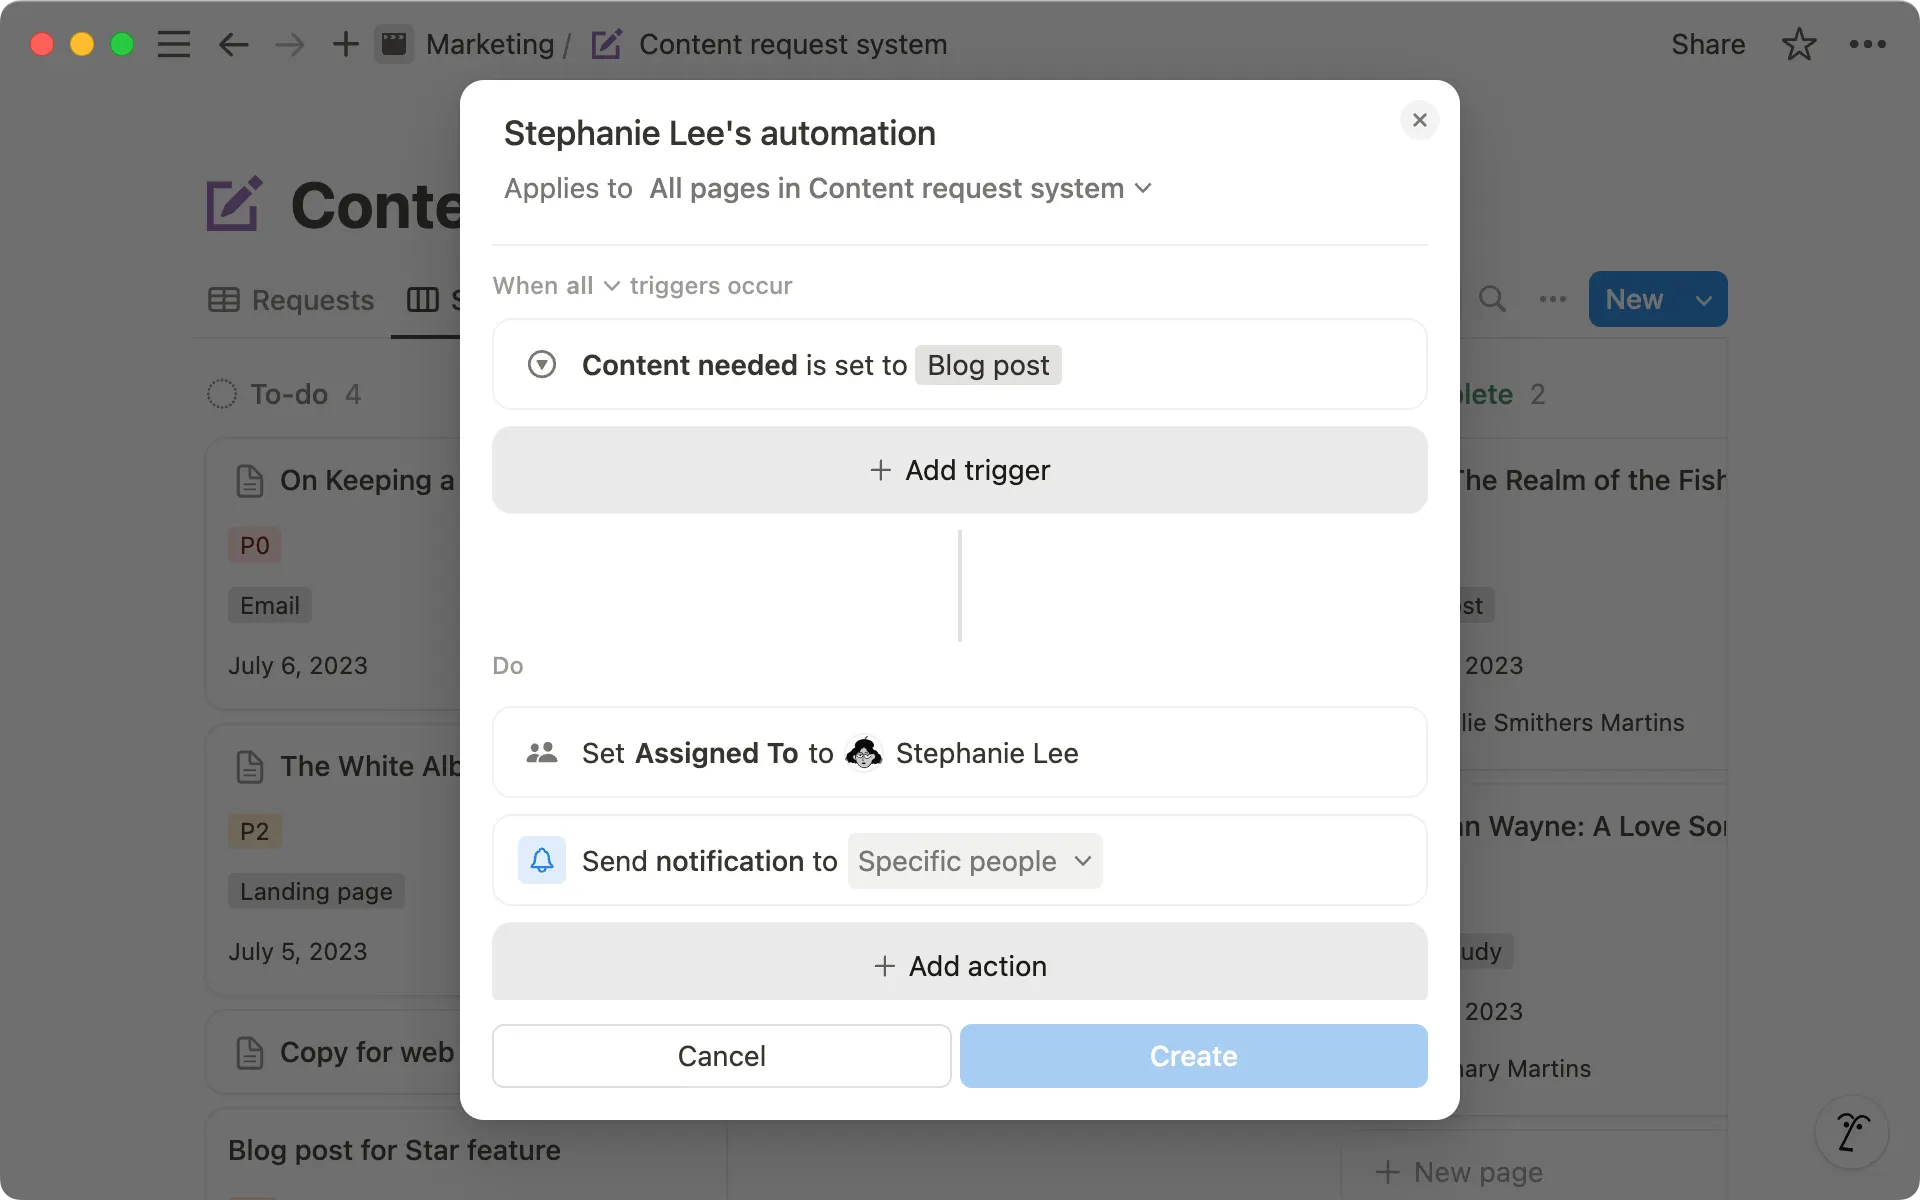 Marketing / Content request system
Share
Stephanie Lee's automation
Applies to All pages in Content request system
Conte
Requests
New
When all triggers occur
Content needed is set to Blog post
To-do 4
lete 2
Add trigger
On Keeping a
The Realm of the Fish
P0
Email
st
July 6, 2023
2023
Do
lie Smithers Martins
Set Assigned To to Stephanie Lee
The White Alb
n Wayne: A Love Sor
P2
Send notification to Specific people
Landing page
udy
July 5, 2023
2023
Add action
Copy for web
Cancel
Create
ary Martins
Blog post for Star feature
New page